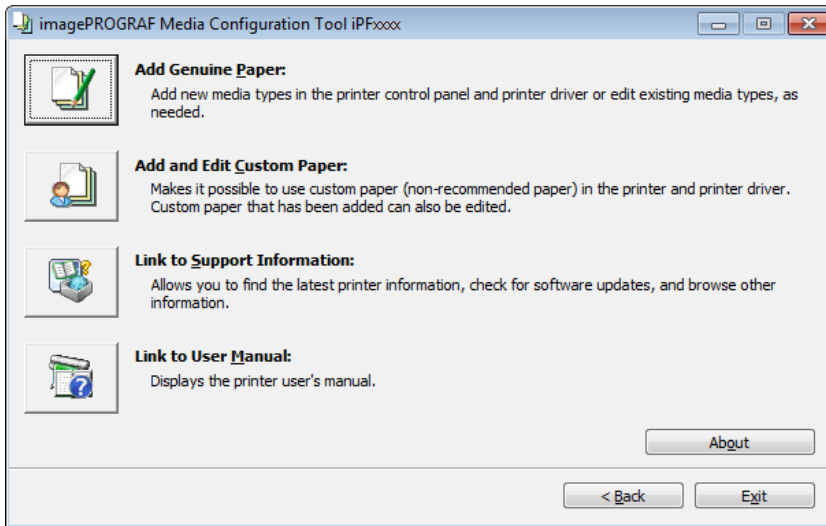 imagePROGRAF Media Configuration Tool iPFxxxx
Add Genuine Paper:
Add new media types in the printer control panel and printer driver or edit existing media types, as
needed.
Add and Edit Custom Paper:
Makes it possible to use custom paper (non-recommended paper) in the printer and printer driver.
Custom paper that has been added can also be edited.
Link to Support Information:
Allows you to find the latest printer information, check for software updates, and browse other
information.
Link to User Manual:
Displays the printer user's manual.
About
< Back
Exit